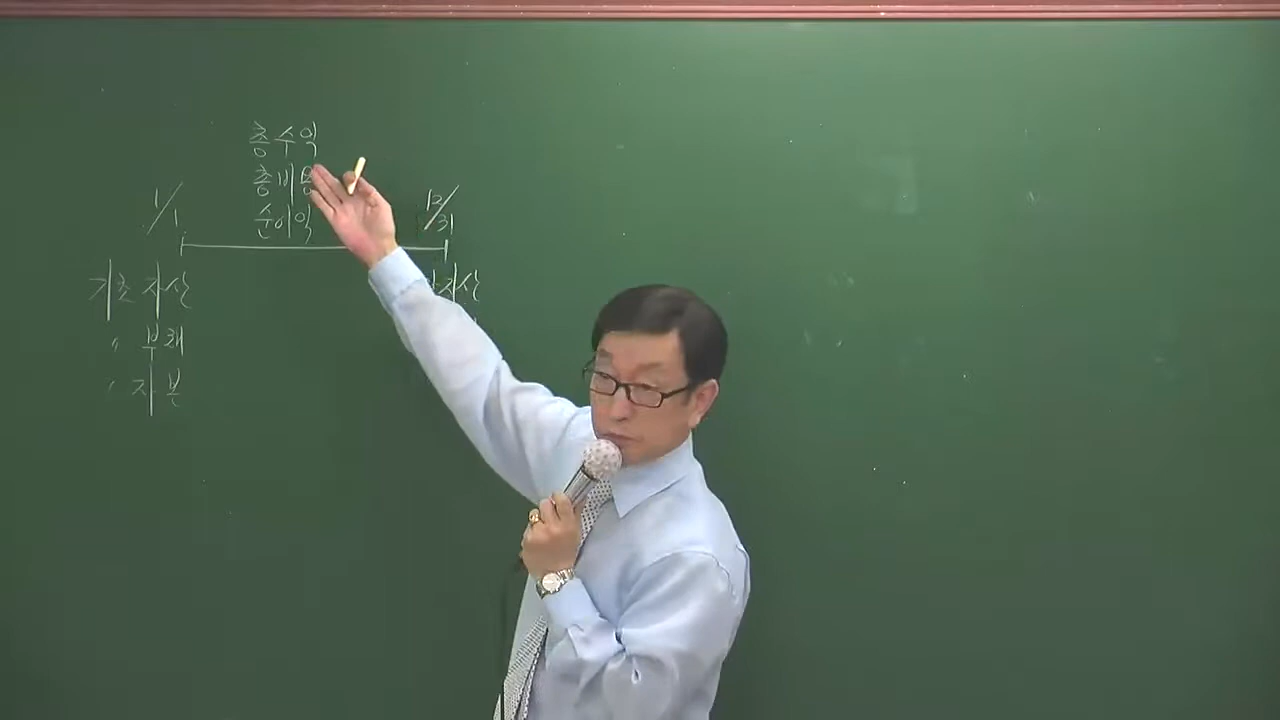 총수익
총비용
순이익
1/1
12/31
기초 자산
자산
〃 부채
〃 자본